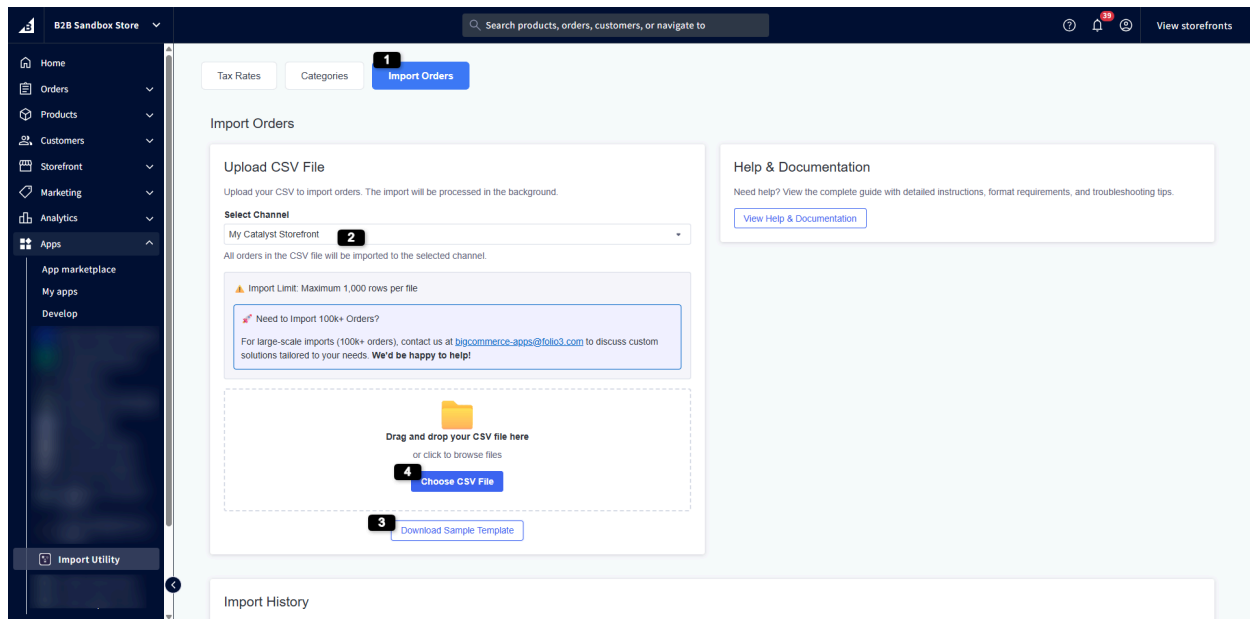 B2B Sandbox Store
Search products, orders, customers, or navigate to
39
View storefronts
Home
Orders
Products
Customers
Storefront
Marketing
Analytics
Apps
App marketplace
My apps
Develop
Import Utility
1
Tax Rates
Categories
Import Orders
Import Orders
Upload CSV File
Upload your CSV to import orders. The import will be processed in the background.
Select Channel
My Catalyst Storefront
2
All orders in the CSV file will be imported to the selected channel.
Import Limit: Maximum 1,000 rows per file
Need to Import 100k+ Orders?
For large-scale imports (100k+ orders), contact us at bigcommerce-apps@folio3.com to discuss custom
solutions tailored to your needs. We'd be happy to help!
Drag and drop your CSV file here
or click to browse files
4
Choose CSV File
3
Download Sample Template
Help & Documentation
Need help? View the complete guide with detailed instructions, format requirements, and troubleshooting tips.
View Help & Documentation
Import History